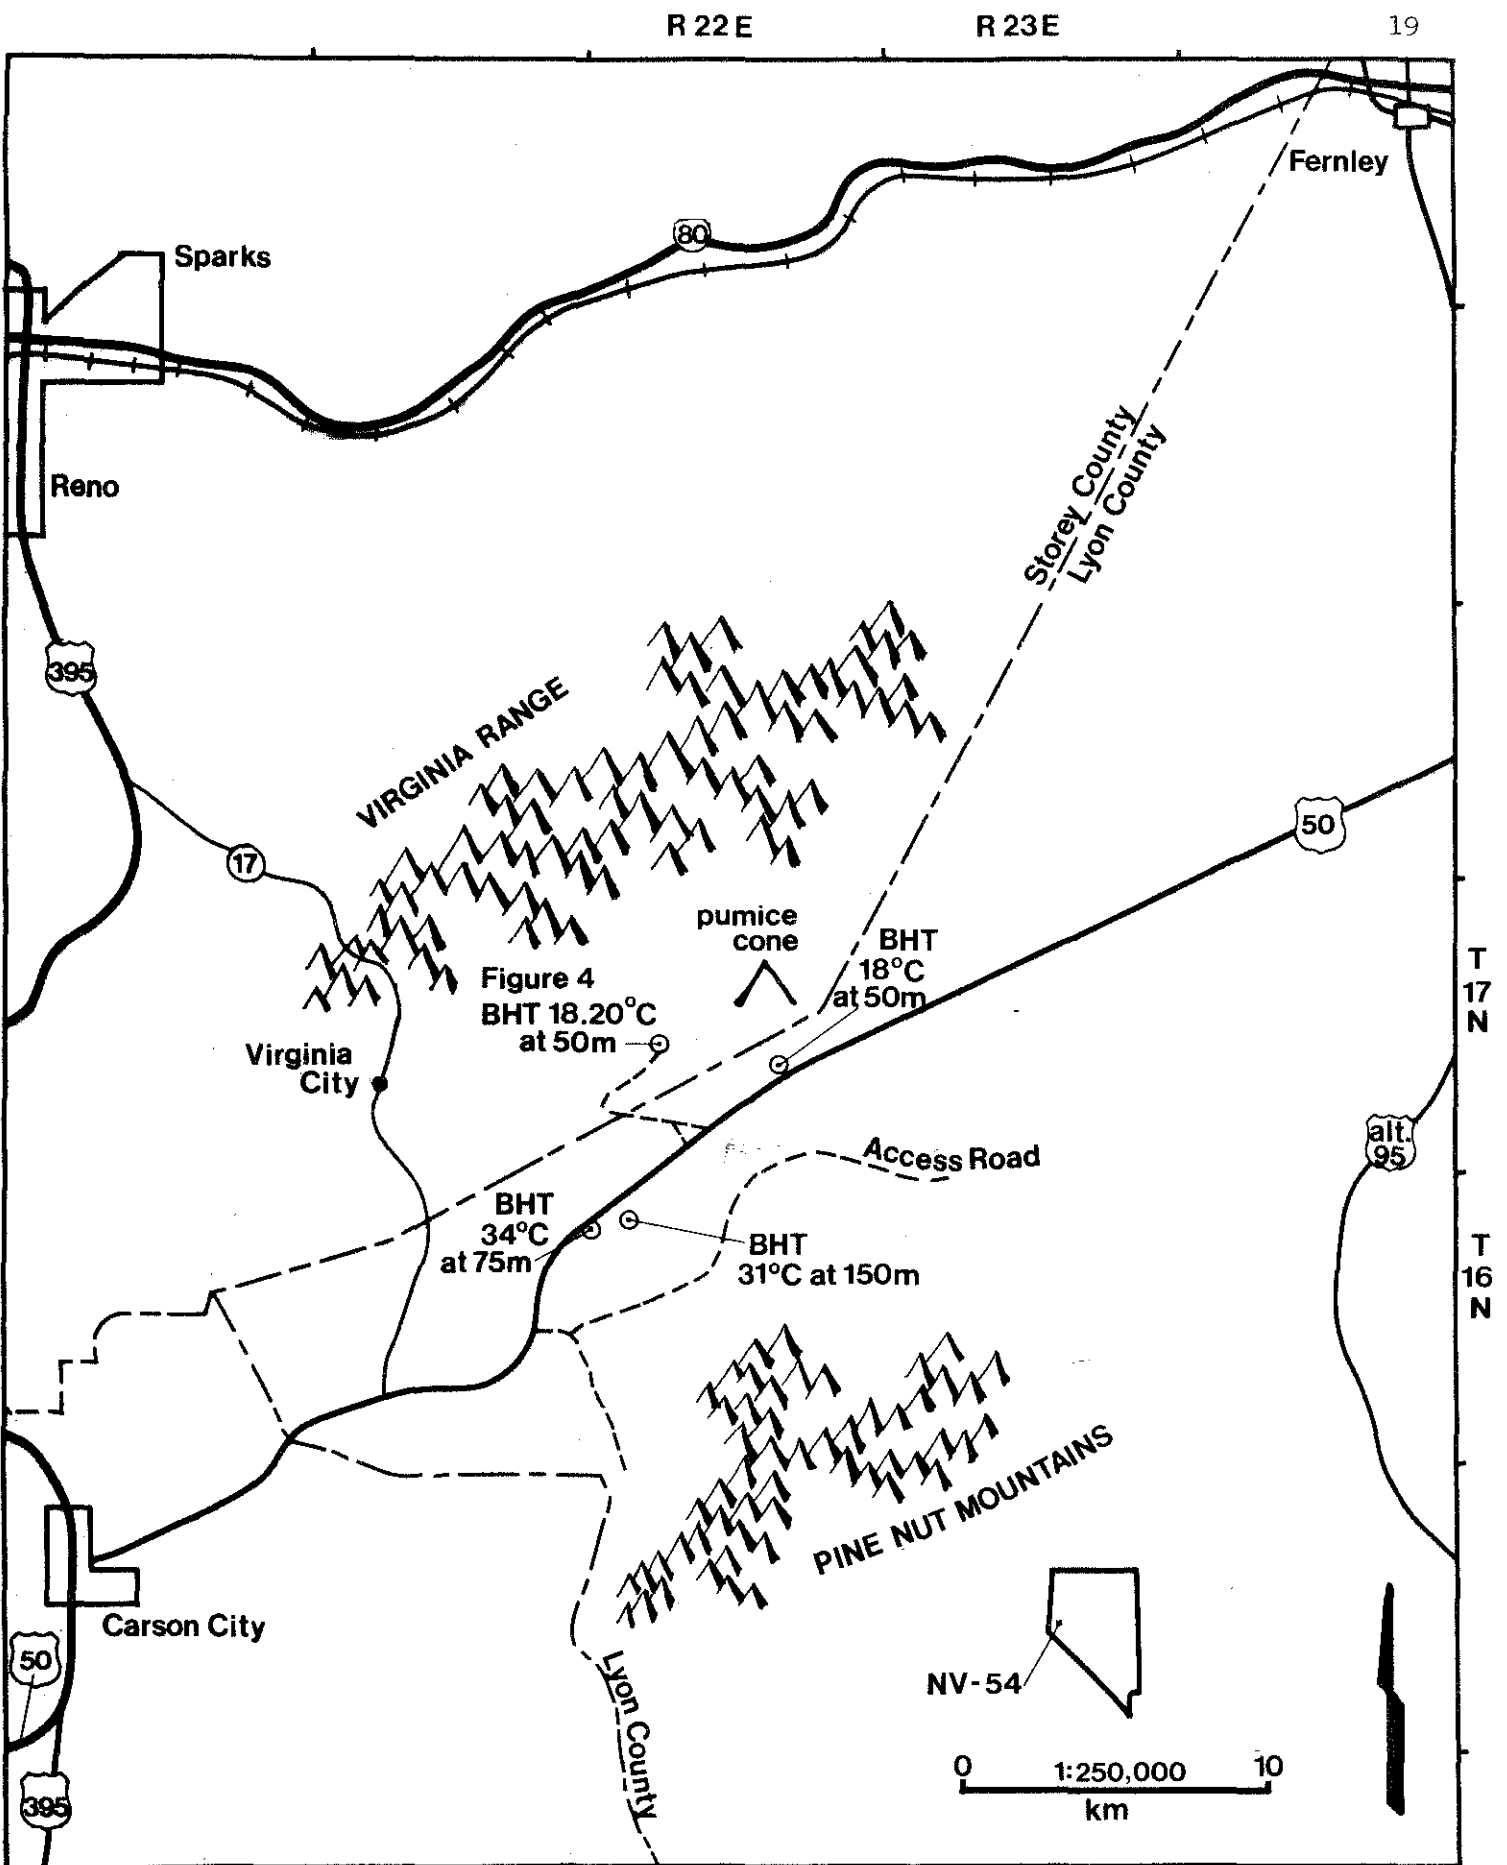 R 22 E
R 23 E
19
Fernley
80
Sparks
Reno
Storey County
Lyon County
395
VIRGINIA RANGE
50
17
pumice
cone
BHT
18°C
at 50m
Figure 4
BHT 18.20°C
at 50m
T
17
N
Virginia
City
alt.
95
Access Road
BHT
34°C
at 75m
BHT
31°C at 150m
T
16
N
PINE NUT MOUNTAINS
Carson City
50
NV-54
Lyon County
0
1:250,000
10
km
395